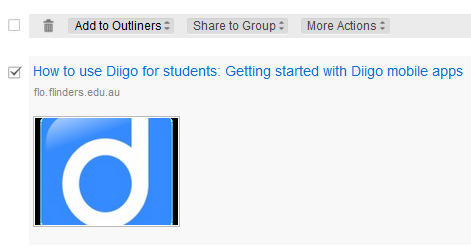 Add to Outliners Share to Group More Actions
How to use Diigo for students: Getting started with Diigo mobile apps
flo.flinders.edu.au
d